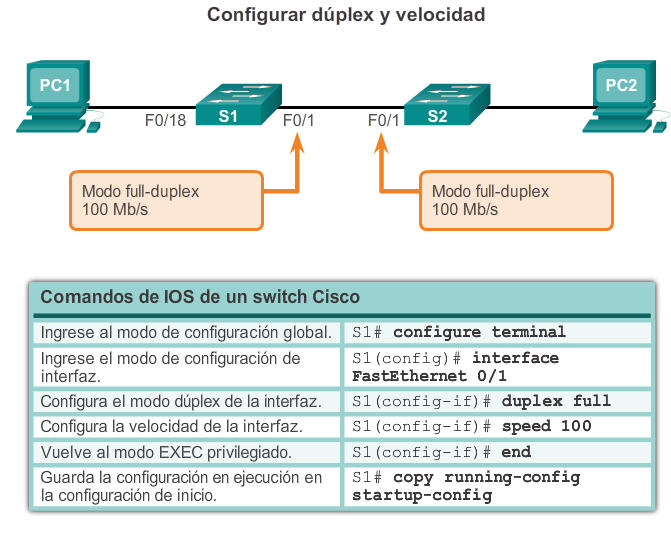 Configurar dúplex y velocidad
PC1
S1
S2
PC2
F0/18
F0/1
F0/1
Modo full-duplex
100 Mb/s
Modo full-duplex
100 Mb/s
Comandos de IOS de un switch Cisco
Ingrese al modo de configuración global.
S1# configure terminal
Ingrese el modo de configuración de
interfaz.
S1(config)# interface
FastEthernet 0/1
Configura el modo dúplex de la interfaz.
S1(config-if)# duplex full
Configura la velocidad de la interfaz.
S1(config-if)# speed 100
Vuelve al modo EXEC privilegiado.
S1(config-if)# end
Guarda la configuración en ejecución en
la configuración de inicio.
S1# copy running-config
startup-config